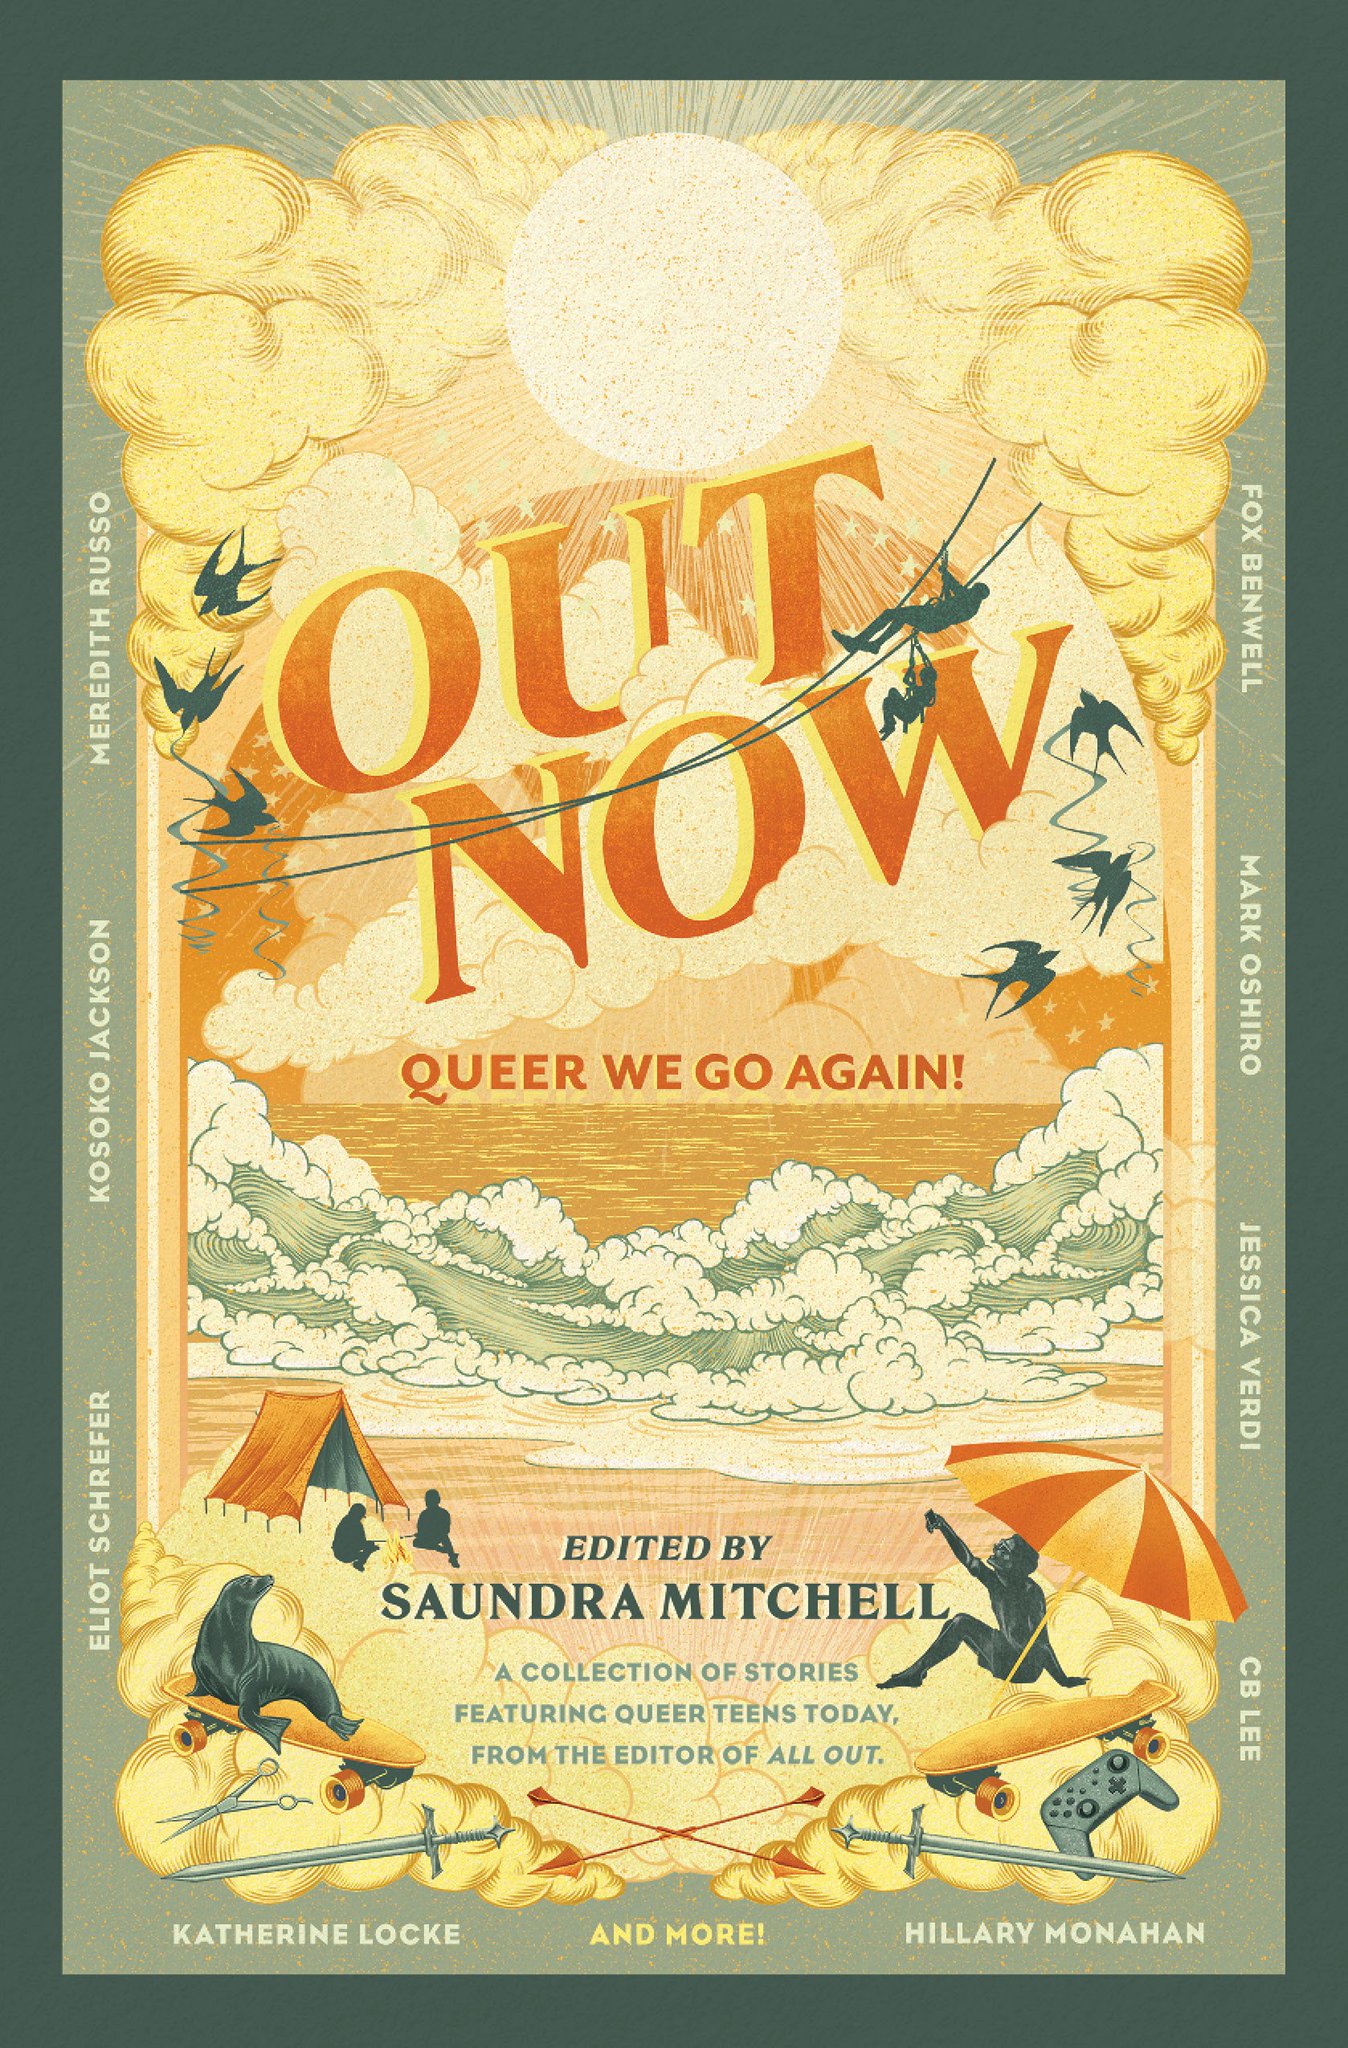 OUT
NOW
QUEER WE GO AGAIN!
EDITED BY
SAUNDRA MITCHELL
A COLLECTION OF STORIES
FEATURING QUEER TEENS TODAY,
FROM THE EDITOR OF ALL OUT.
MEREDITH RUSSO
KOSOKO JACKSON
ELIOT SCHREFER
FOX BENWELL
MARK OSHIRO
JESSICA VERDI
CB LEE
KATHERINE LOCKE
AND MORE!
HILLARY MONAHAN